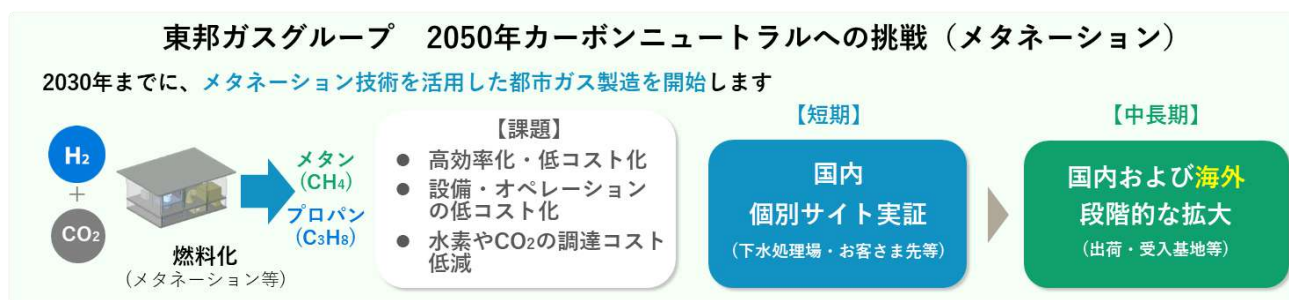 東邦ガスグループ　2050年カーボンニュートラルへの挑戦（メタネーション）
2030年までに、メタネーション技術を活用した都市ガス製造を開始します
H₂
+
CO₂
燃料化
（メタネーション等）
メタン
(CH₄)
プロパン
(C₃H₈)
【課題】
● 高効率化・低コスト化
● 設備・オペレーション
の低コスト化
● 水素やCO₂の調達コスト
低減
【短期】
国内
個別サイト実証
（下水処理場・お客さま先等）
【中長期】
国内および海外
段階的な拡大
（出荷・受入基地等）